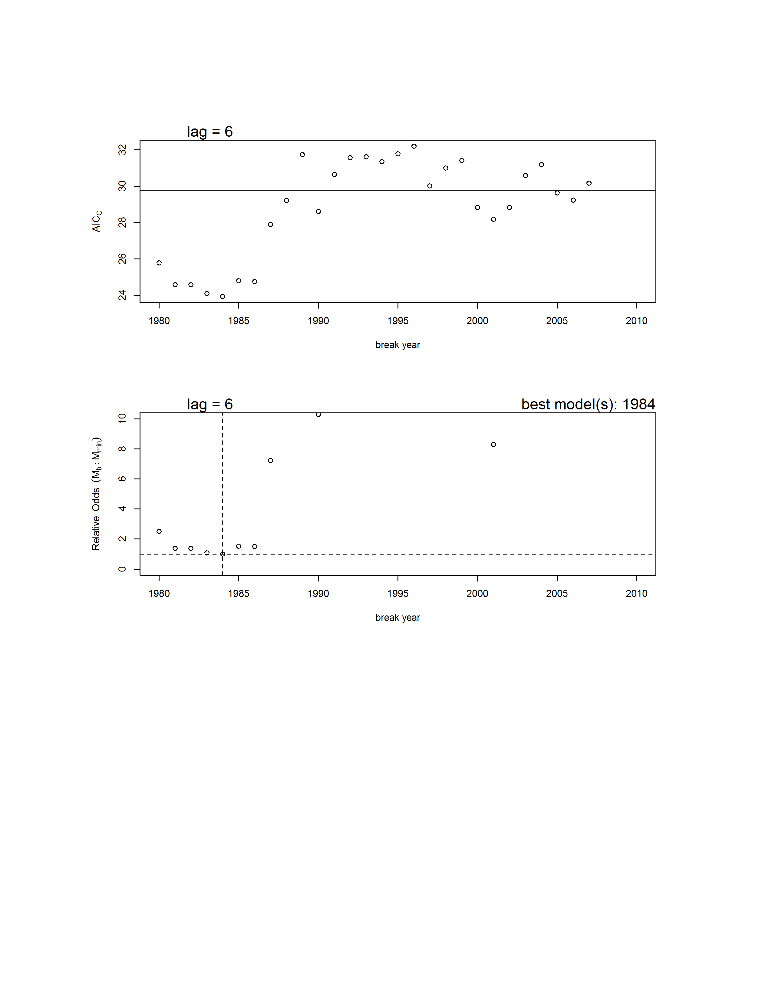 lag = 6
32
30
28
26
24
AICC
1980 1985 1990 1995 2000 2005 2010
break year
lag = 6 best model(s): 1984
10
8
6
4
2
0
Relative Odds (Mb : Mmin)
1980 1985 1990 1995 2000 2005 2010
break year